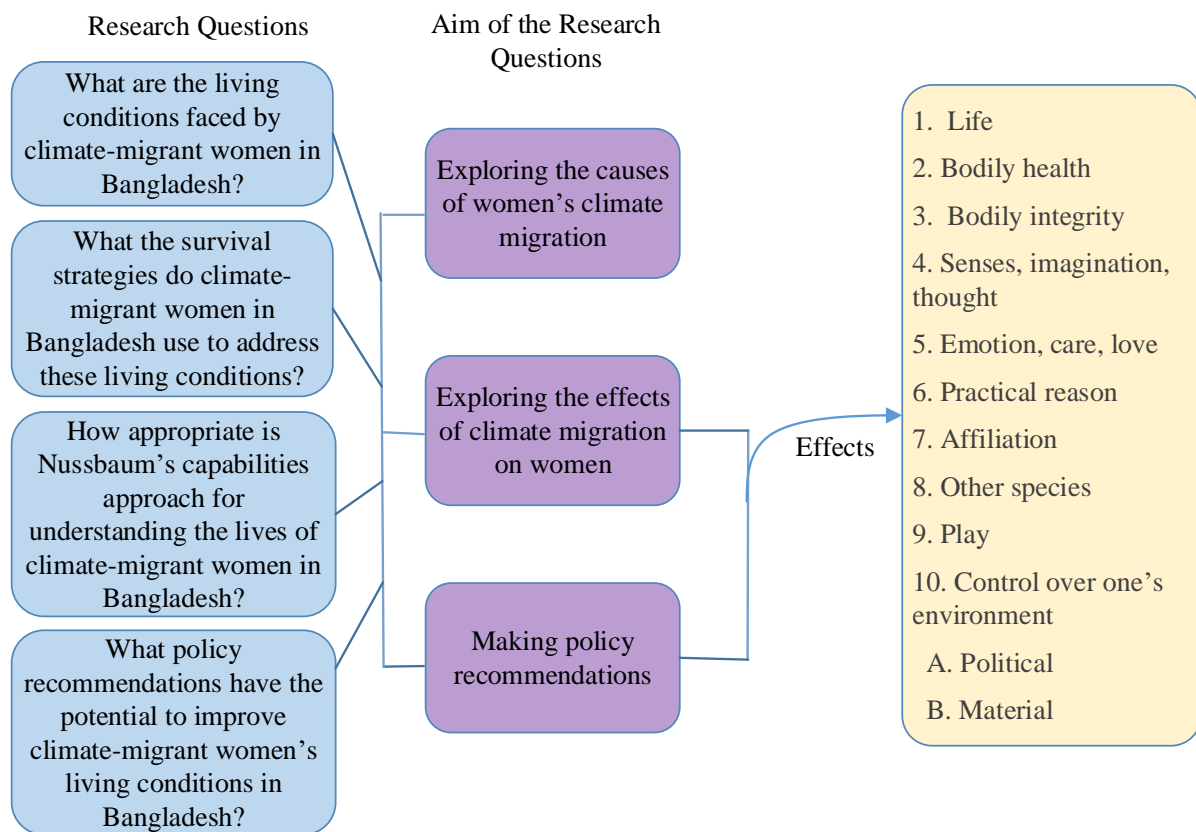 Research Questions
Aim of the Research
Questions
What are the living
conditions faced by
climate-migrant women in
Bangladesh?
What the survival
strategies do climate-
migrant women in
Bangladesh use to address
these living conditions?
How appropriate is
Nussbaum’s capabilities
approach for
understanding the lives of
climate-migrant women in
Bangladesh?
What policy
recommendations have the
potential to improve
climate-migrant women’s
living conditions in
Bangladesh?
Exploring the causes
of women’s climate
migration
Exploring the effects
of climate migration
on women
Making policy
recommendations
Effects
1. Life
2. Bodily health
3. Bodily integrity
4. Senses, imagination,
thought
5. Emotion, care, love
6. Practical reason
7. Affiliation
8. Other species
9. Play
10. Control over one’s
environment
A. Political
B. Material